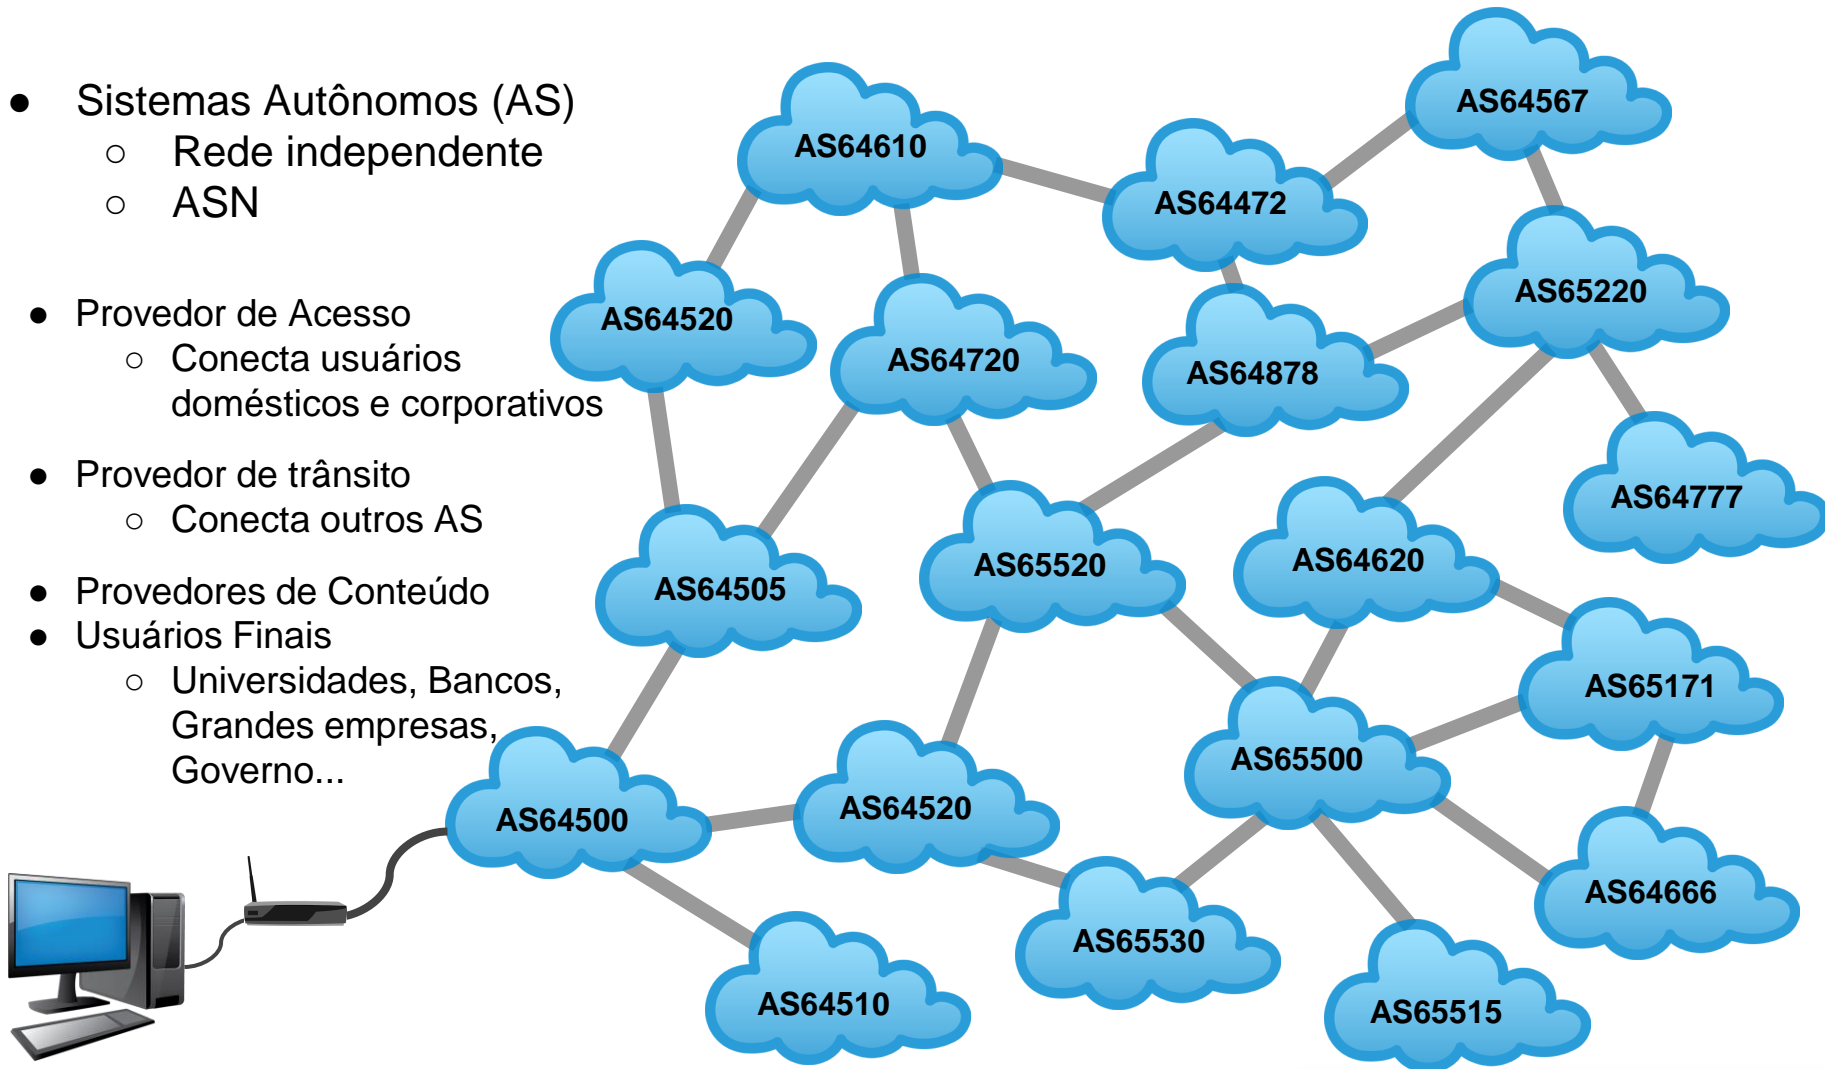 ● Sistemas Autônomos (AS)
○ Rede independente
○ ASN
● Provedor de Acesso
○ Conecta usuários
domésticos e corporativos
● Provedor de trânsito
○ Conecta outros AS
● Provedores de Conteúdo
● Usuários Finais
○ Universidades, Bancos,
Grandes empresas,
Governo...
AS64567
AS64610
AS64472
AS65220
AS64520
AS64720
AS64878
AS64777
AS65520
AS64620
AS64505
AS65171
AS65500
AS64520
AS64500
AS64666
AS65530
AS64510
AS65515